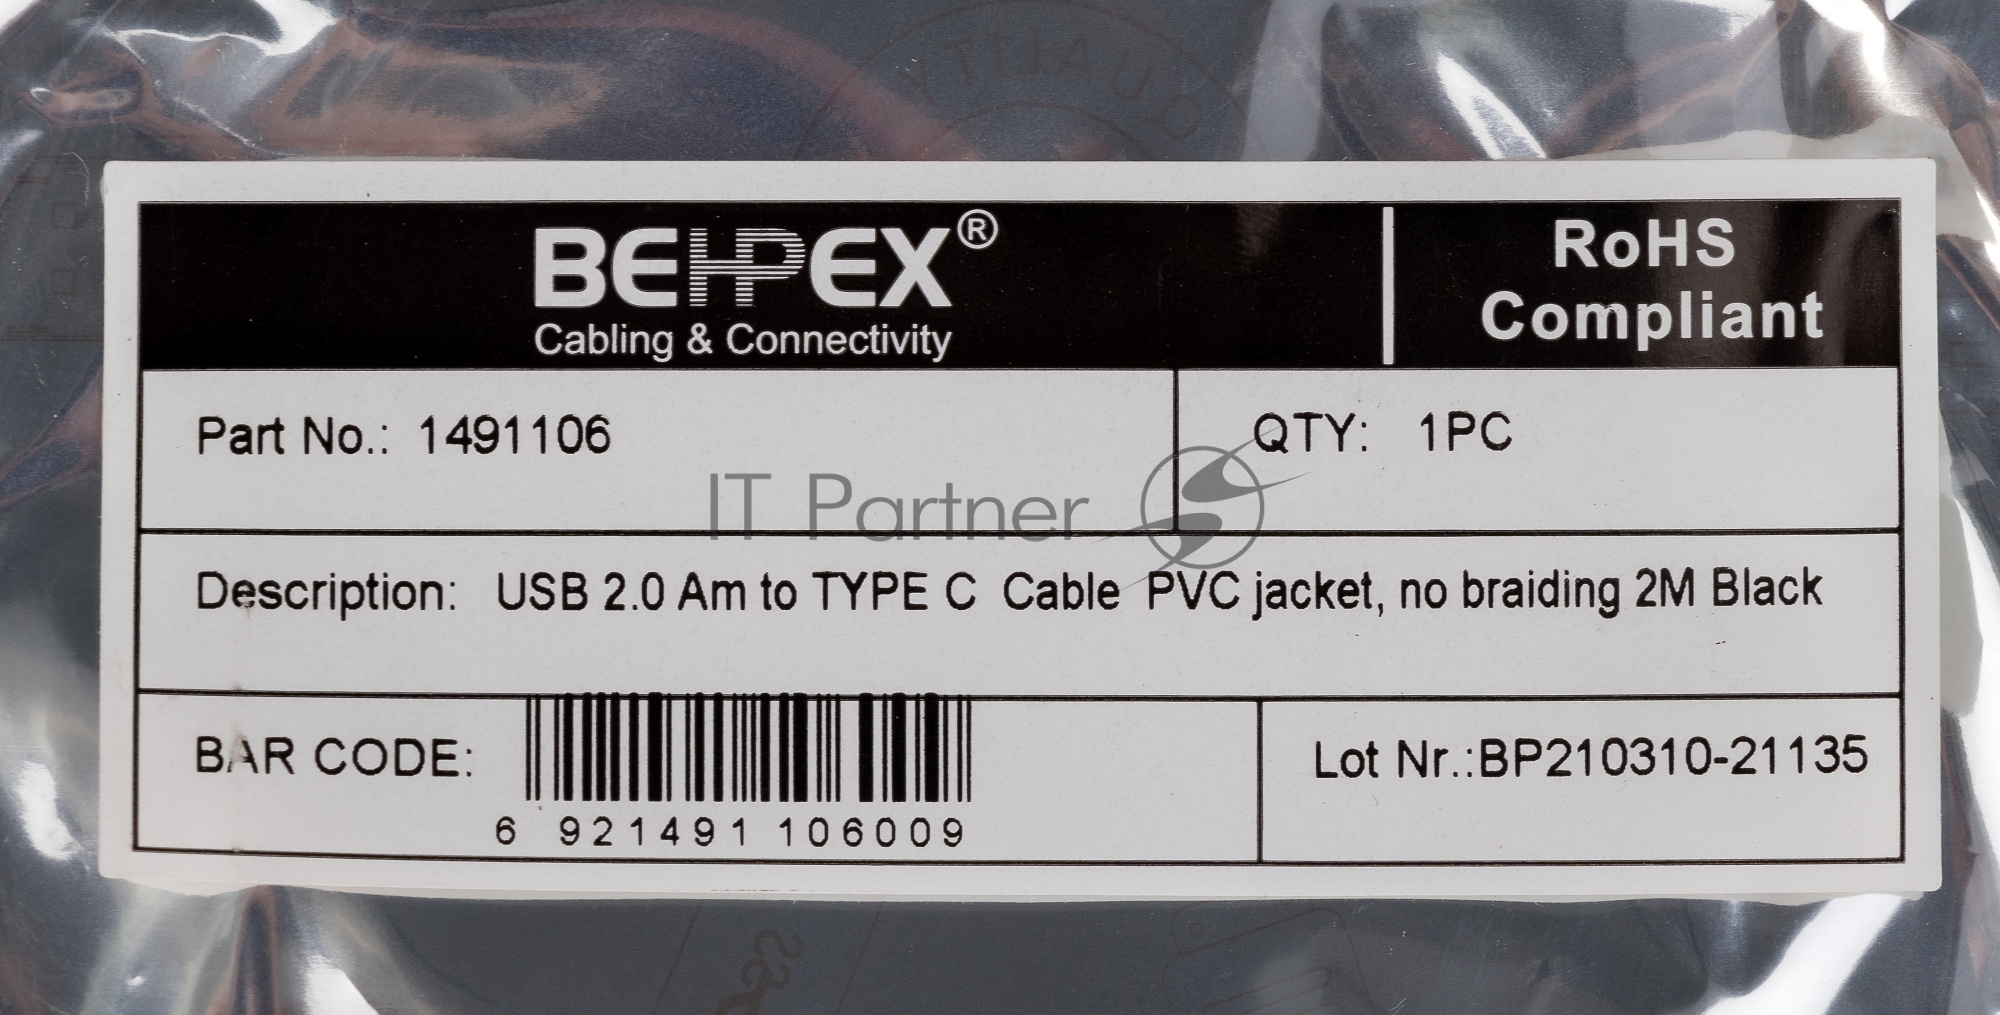 QUALITY
BEHPEX®
Cabling & Connectivity
RoHS
Compliant
Part No.: 1491106
QTY: 1PC
IT Partner
Description: USB 2.0 Am to TYPE C Cable PVC jacket, no braiding 2M Black
BAR CODE:
6 921491 106009
Lot Nr.:BP210310-21135